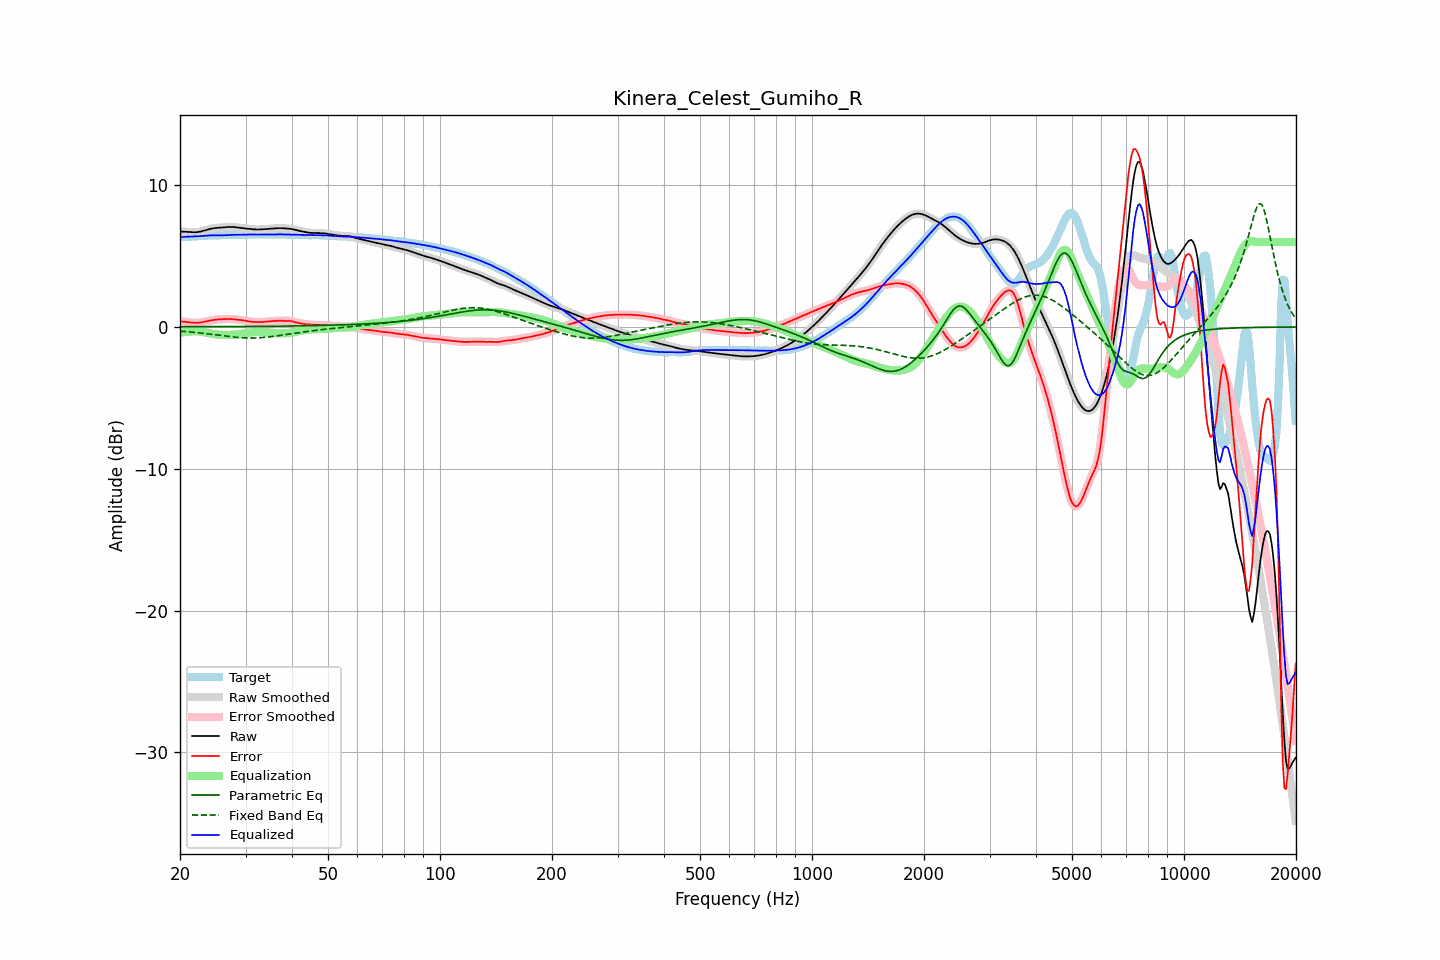 Kinera_Celest_Gumiho_R
10
0
−10
−20
−30
Amplitude (dBr)
Target
Raw Smoothed
Error Smoothed
Raw
Error
Equalization
Parametric Eq
Fixed Band Eq
Equalized
20 50 100 200 500 1000 2000 5000 10000 20000
Frequency (Hz)